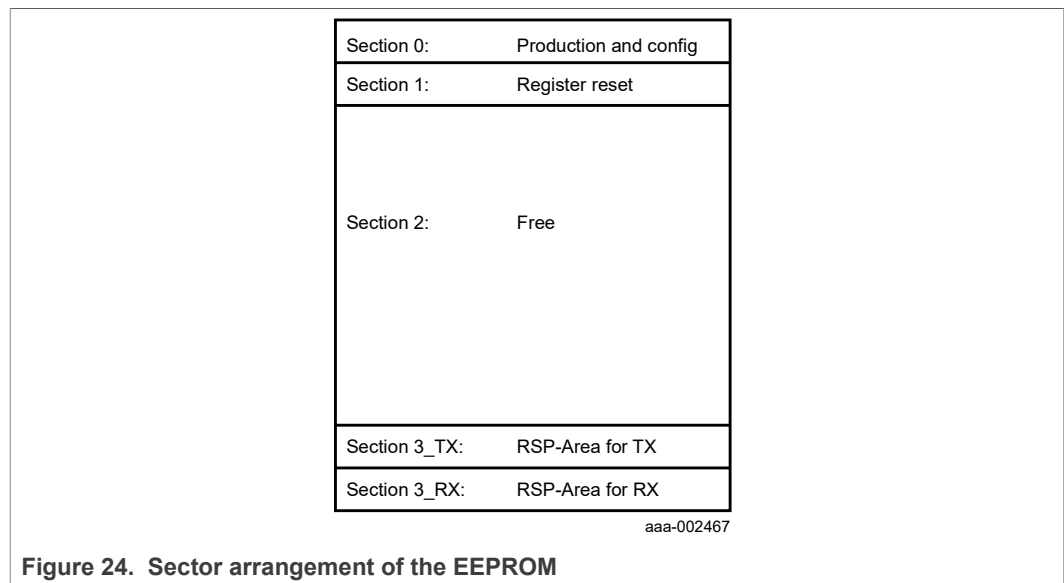 Section 0: Production and config
Section 1: Register reset
Section 2: Free
Section 3_TX: RSP-Area for TX
Section 3_RX: RSP-Area for RX
aaa-002467
Figure 24. Sector arrangement of the EEPROM